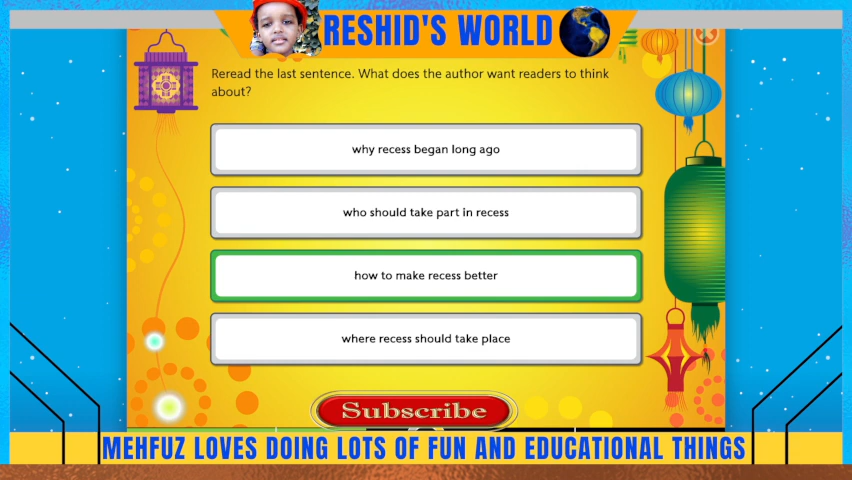 RESHID'S WORLD
Reread the last sentence. What does the author want readers to think
about?
why recess began long ago
who should take part in recess
how to make recess better
where recess should take place
Subscribe
MEHFUZ LOVES DOING LOTS OF FUN AND EDUCATIONAL THINGS